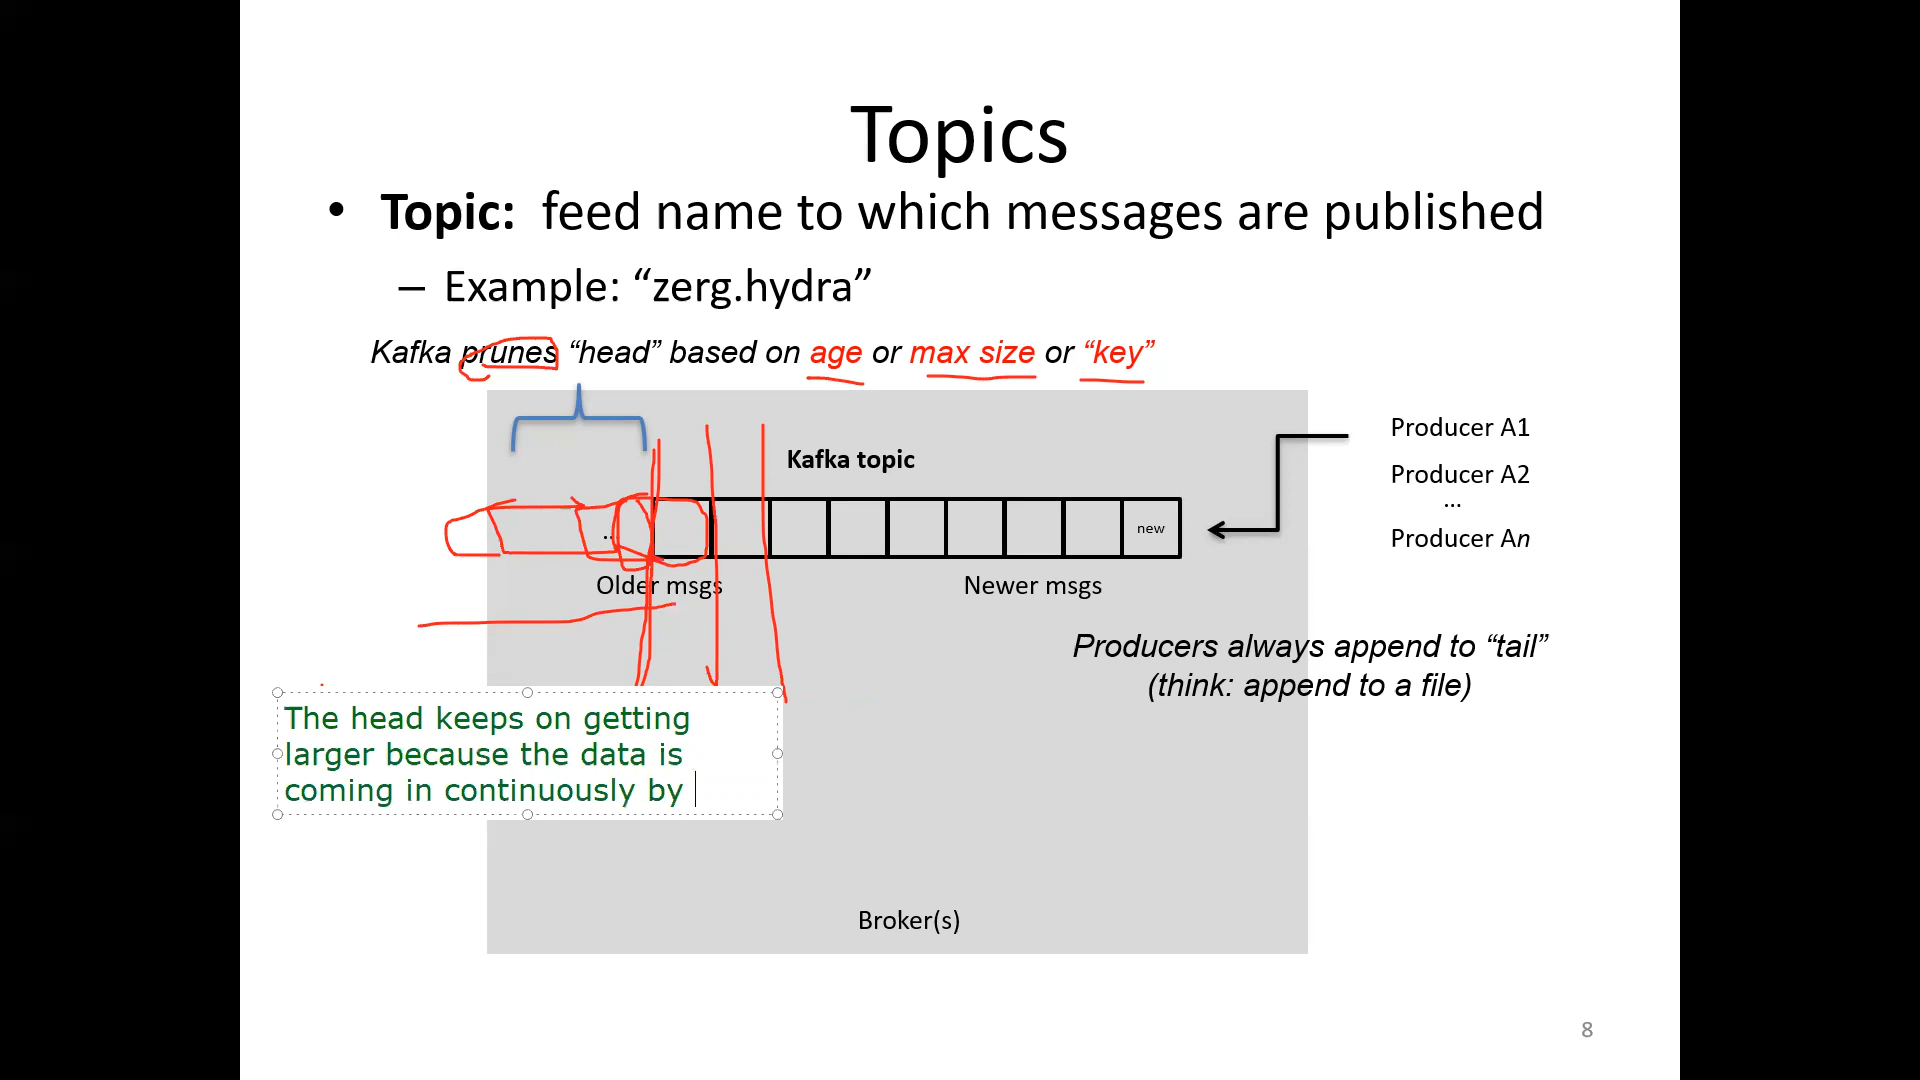 Topics
• Topic: feed name to which messages are published
– Example: “zerg.hydra”
Kafka prunes “head” based on age or max size or “key”
Kafka topic
...
new
Older msgs
Newer msgs
Producer A1
Producer A2
...
Producer An
Producers always append to “tail”
(think: append to a file)
The head keeps on getting
larger because the data is
coming in continuously by
Broker(s)
8